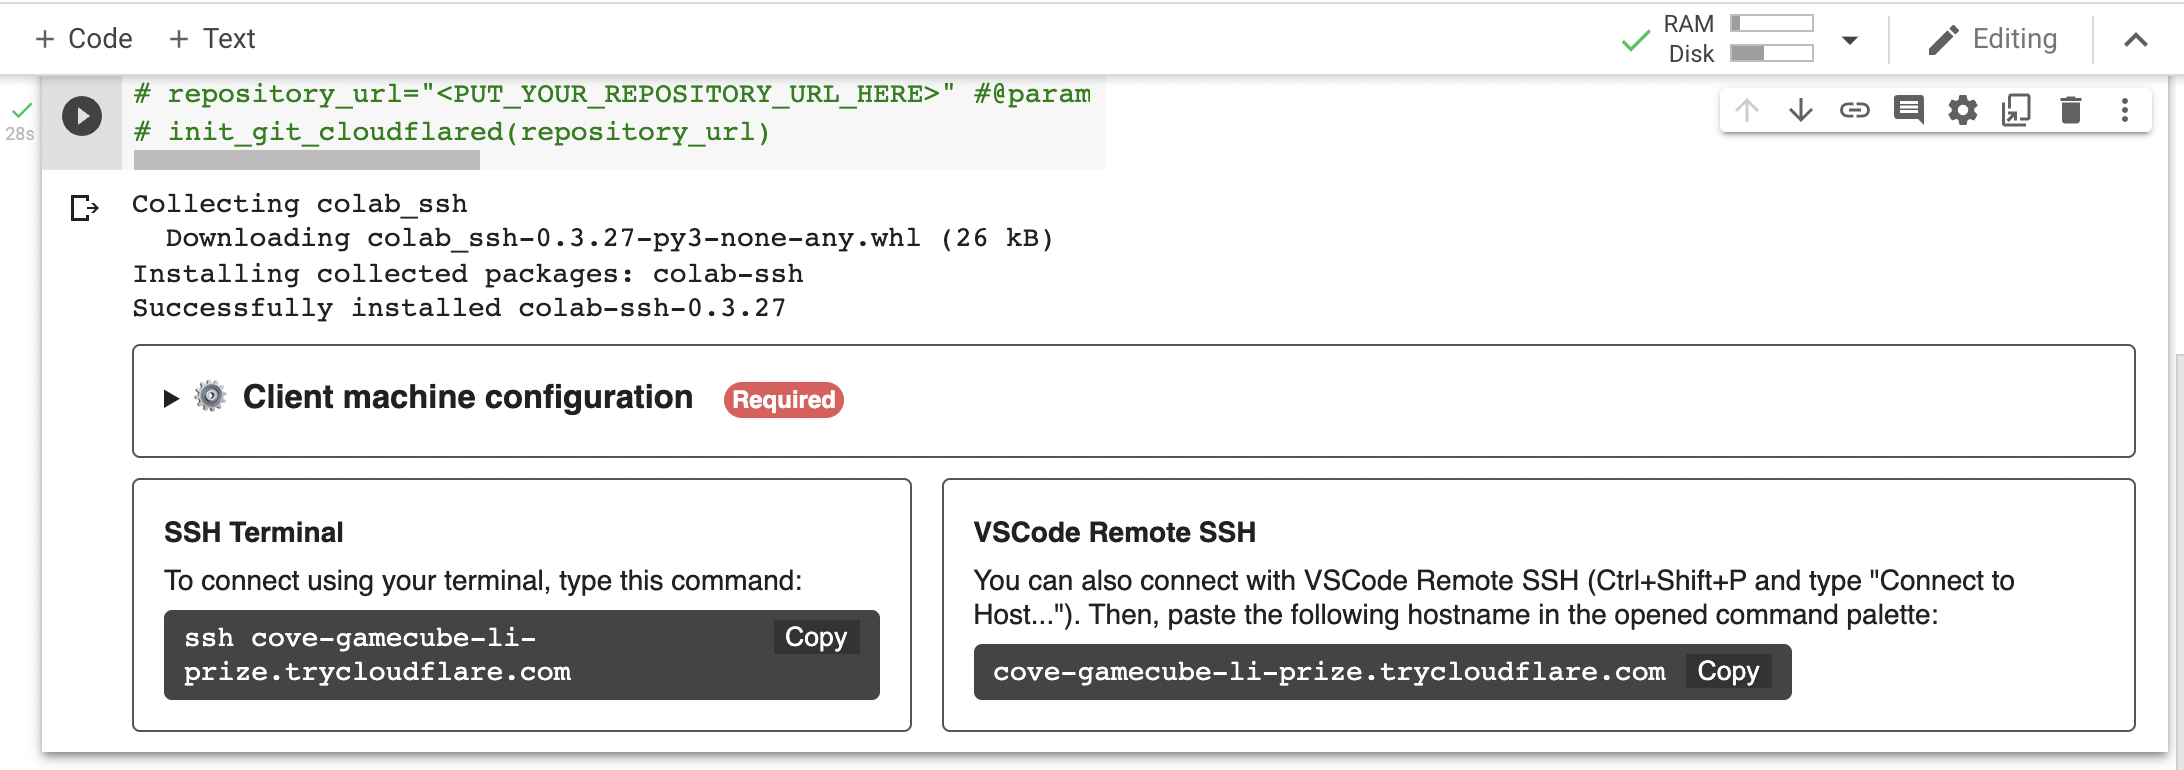 + Code + Text
RAM
Disk
Editing
28s
# repository_url="<PUT_YOUR_REPOSITORY_URL_HERE>" #@param
# init_git_cloudflared(repository_url)
Collecting colab_ssh
Downloading colab_ssh-0.3.27-py3-none-any.whl (26 kB)
Installing collected packages: colab-ssh
Successfully installed colab-ssh-0.3.27
Client machine configuration Required
SSH Terminal
To connect using your terminal, type this command:
ssh cove-gamecube-li-
prize.trycloudflare.com
Copy
VSCode Remote SSH
You can also connect with VSCode Remote SSH (Ctrl+Shift+P and type "Connect to
Host..."). Then, paste the following hostname in the opened command palette:
cove-gamecube-li-prize.trycloudflare.com Copy